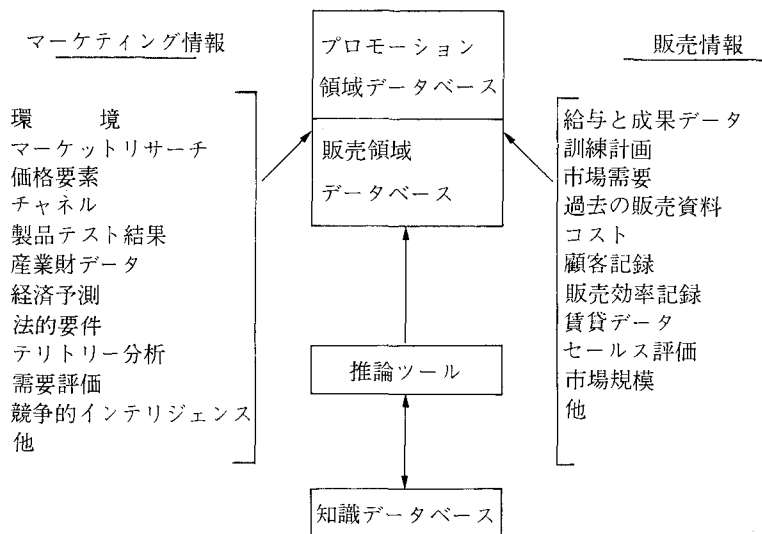 マーケティング情報
環　境
マーケットリサーチ
価格要素
チャネル
製品テスト結果
産業財データ
経済予測
法的要件
テリトリー分析
需要評価
競争的インテリジェンス
他
プロモーション
領域データベース
販売領域
データベース
推論ツール
知識データベース
販売情報
給与と成果データ
訓練計画
市場需要
過去の販売資料
コスト
顧客記録
販売効率記録
賃貸データ
セールス評価
市場規模
他